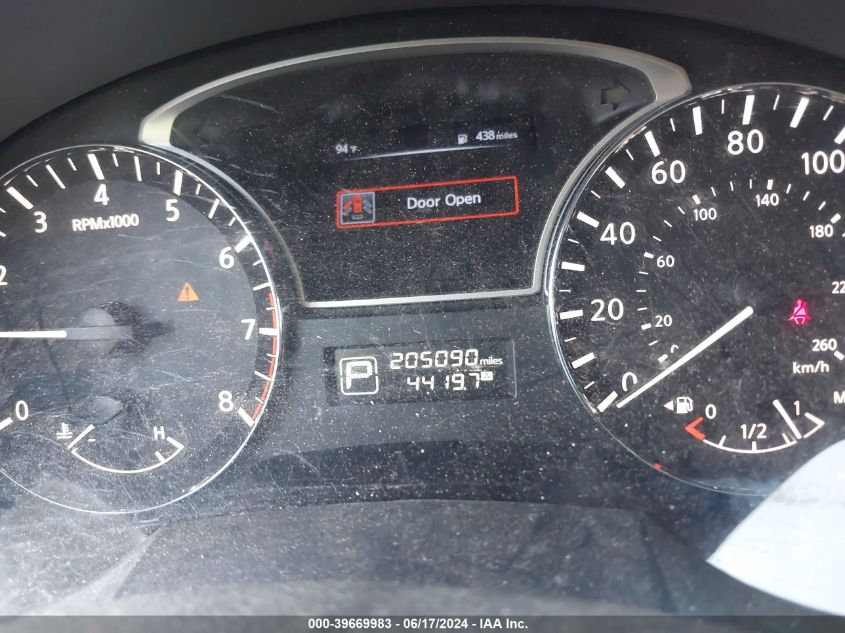 94 °F 438 miles
Door Open
2 3 4 5 6 7 8
RPMx1000
0
H
P 205090 miles
4419.7 A
0 20 40 60 80 100
20 60 100 140 180
260
km/h
0 1/2 1
000-39669983 / 06/17/2024 - IAA Inc.